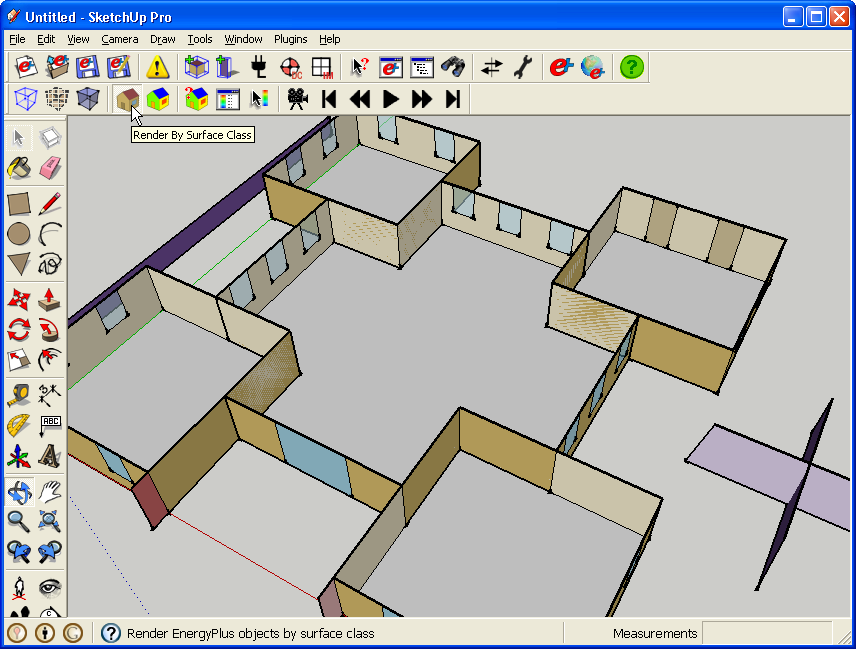 Untitled - SketchUp Pro
File Edit View Camera Draw Tools Window Plugins Help
Render By Surface Class
ABC
Render EnergyPlus objects by surface class
Measurements